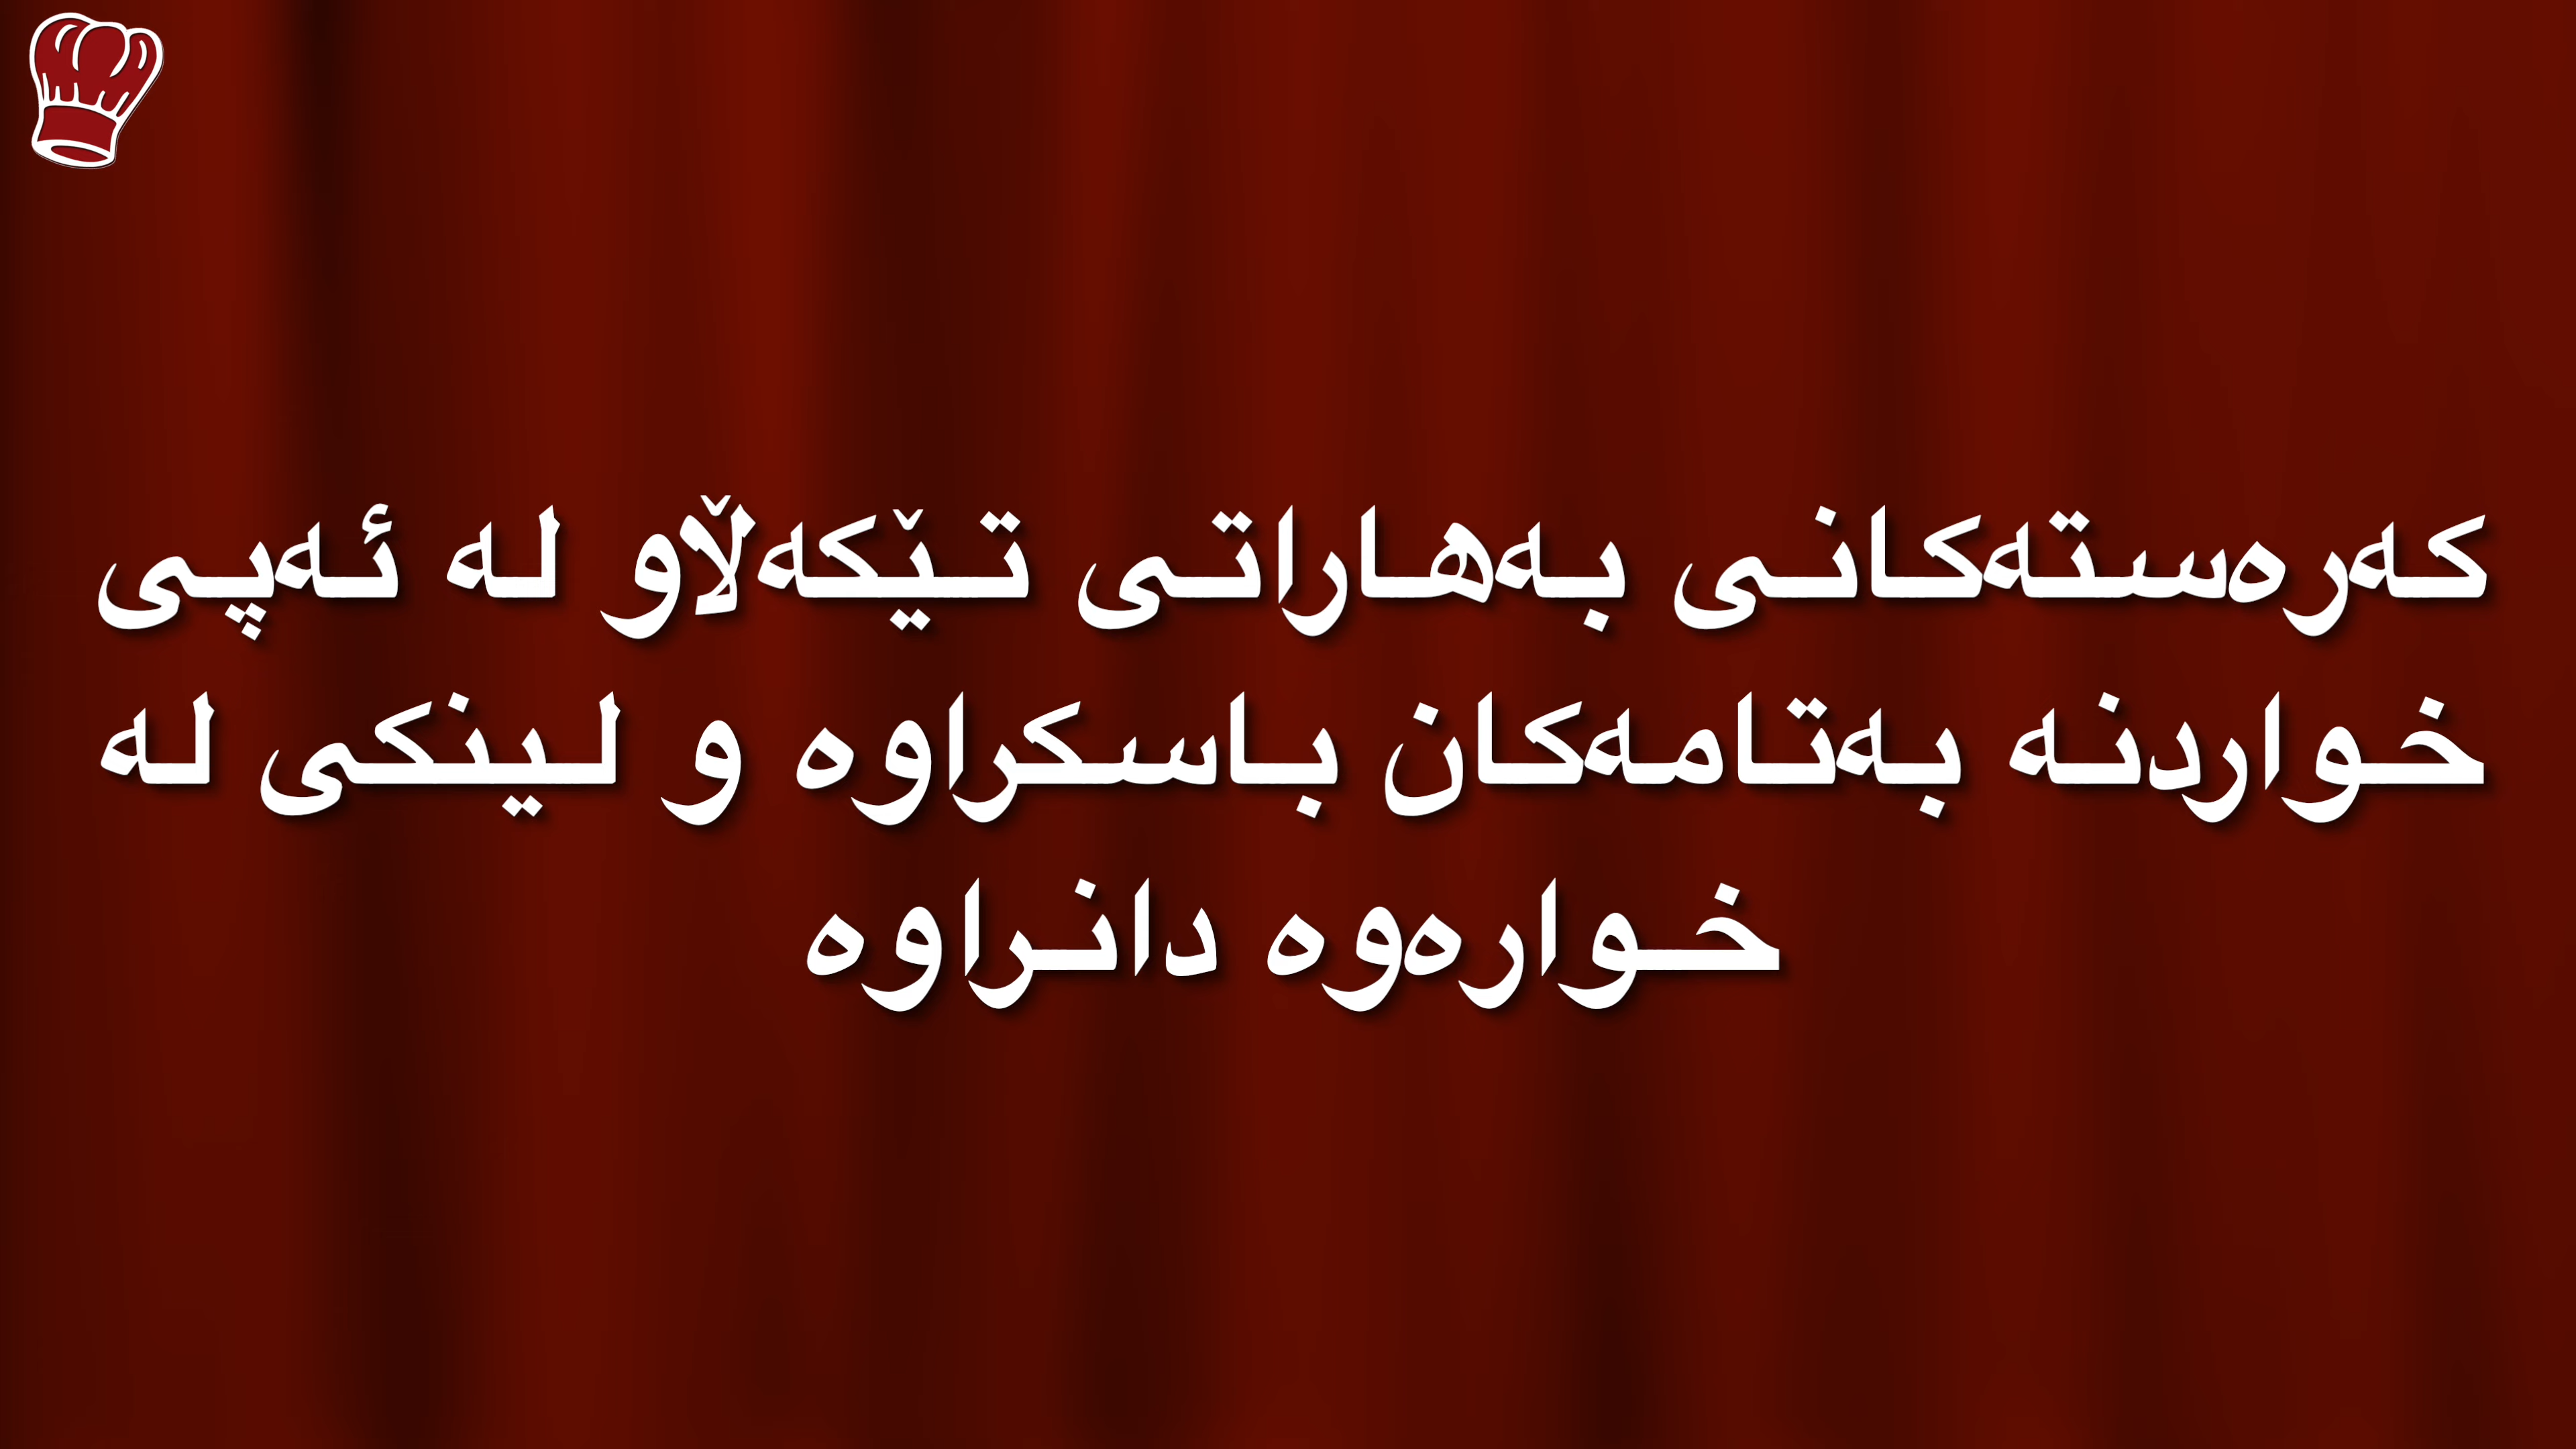 کەرەستەکانی بەهاراتی تێکەڵاو لە ئەپی
خواردنە بەتامەکان باسکراوە و لینکی لە
خوارەوە دانراوە